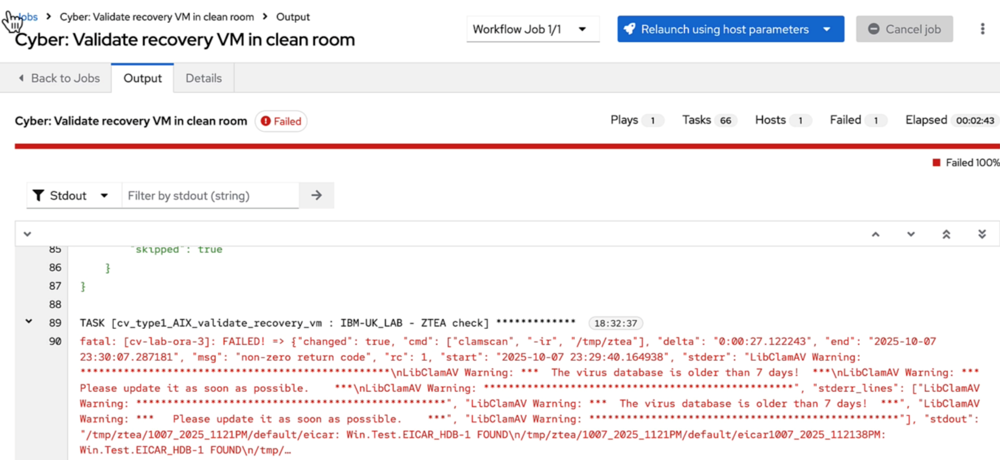 Jobs > Cyber: Validate recovery VM in clean room > Output
Cyber: Validate recovery VM in clean room
Workflow Job 1/1
Relaunch using host parameters
Cancel job
Back to Jobs
Output
Details
Cyber: Validate recovery VM in clean room
Failed
Plays 1 Tasks 66 Hosts 1 Failed 1 Elapsed 00:02:43
Failed 100%
Stdout
Filter by stdout (string)
85 "skipped": true
86 }
87 }
88
89 TASK [cv_type1_AIX_validate_recovery_vm : IBM-UK_LAB - ZTEA check] ************* 18:32:37
90 fatal: [cv-lab-ora-3]: FAILED! => {"changed": true, "cmd": ["clamscan", "-ir", "/tmp/ztea"], "delta": "0:00:27.122243", "end": "2025-10-07
23:30:07.287181", "msg": "non-zero return code", "rc": 1, "start": "2025-10-07 23:29:40.164938", "stderr": "LibClamAV Warning:
**************************************************\nLibClamAV Warning: ***  The virus database is older than 7 days!  ***\nLibClamAV Warning: ***
Please update it as soon as possible.    ***\nLibClamAV Warning: **************************************************", "stderr_lines": ["LibClamAV
Warning: **************************************************", "LibClamAV Warning: ***  The virus database is older than 7 days!  ***", "LibClamAV
Warning: ***   Please update it as soon as possible.    ***", "LibClamAV Warning: **************************************************"], "stdout":
"/tmp/ztea/1007_2025_1121PM/default/eicar: Win.Test.EICAR_HDB-1 FOUND\n/tmp/ztea/1007_2025_1121PM/default/eicar1007_2025_112138PM:
Win.Test.EICAR_HDB-1 FOUND\n/tmp/…